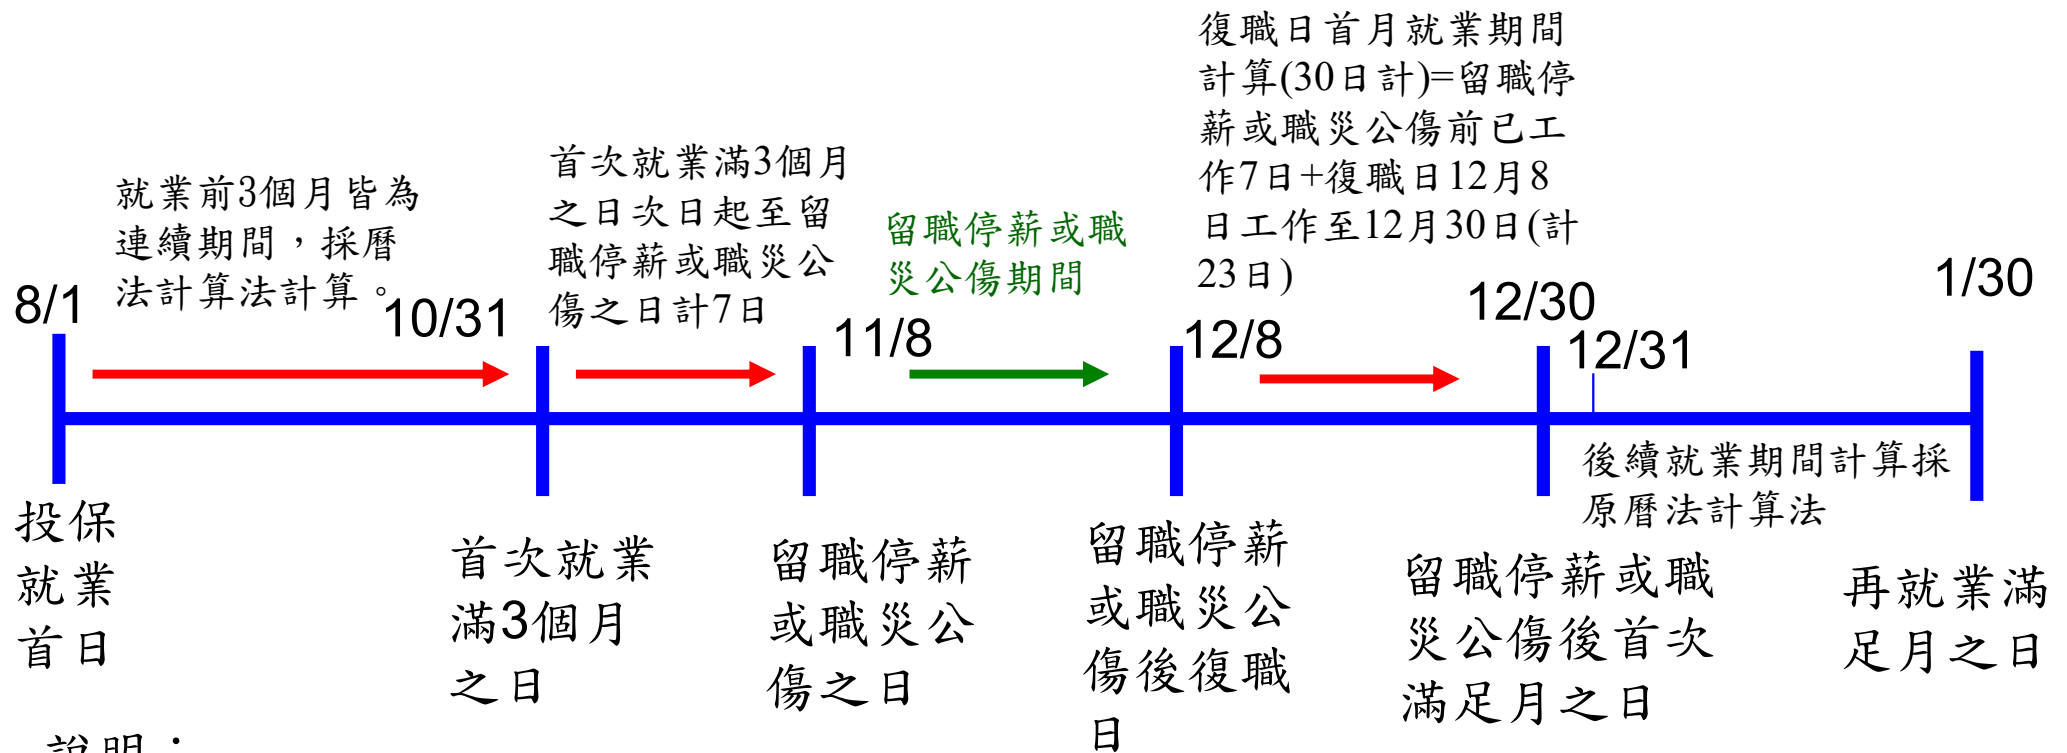 復職日首月就業期間
計算(30日計)=留職停
薪或職災公傷前已工
作7日+復職日12月8
日工作至12月30日(計
23日)
首次就業滿3個月
之日次日起至留
職停薪或職災公
傷之日計7日
就業前3個月皆為
連續期間，採曆
法計算法計算。
留職停薪或職
災公傷期間
8/1
10/31
11/8
12/8
12/30
12/31
1/30
後續就業期間計算採
原曆法計算法
投保
就業
首日
首次就業
滿3個月
之日
留職停薪
或職災公
傷之日
留職停薪
或職災公
傷後復職
日
留職停薪或職
災公傷後首次
滿足月之日
再就業滿
足月之日
說明：